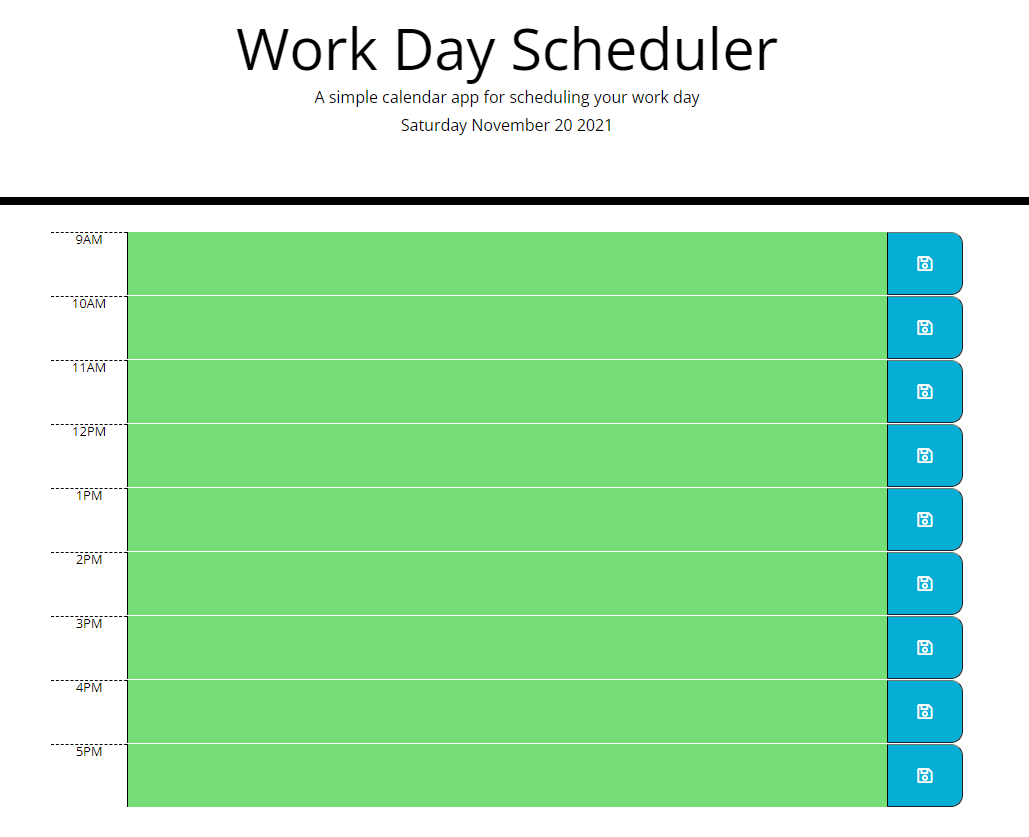 Work Day Scheduler
A simple calendar app for scheduling your work day
Saturday November 20 2021
9AM
10AM
11AM
12PM
1PM
2PM
3PM
4PM
5PM